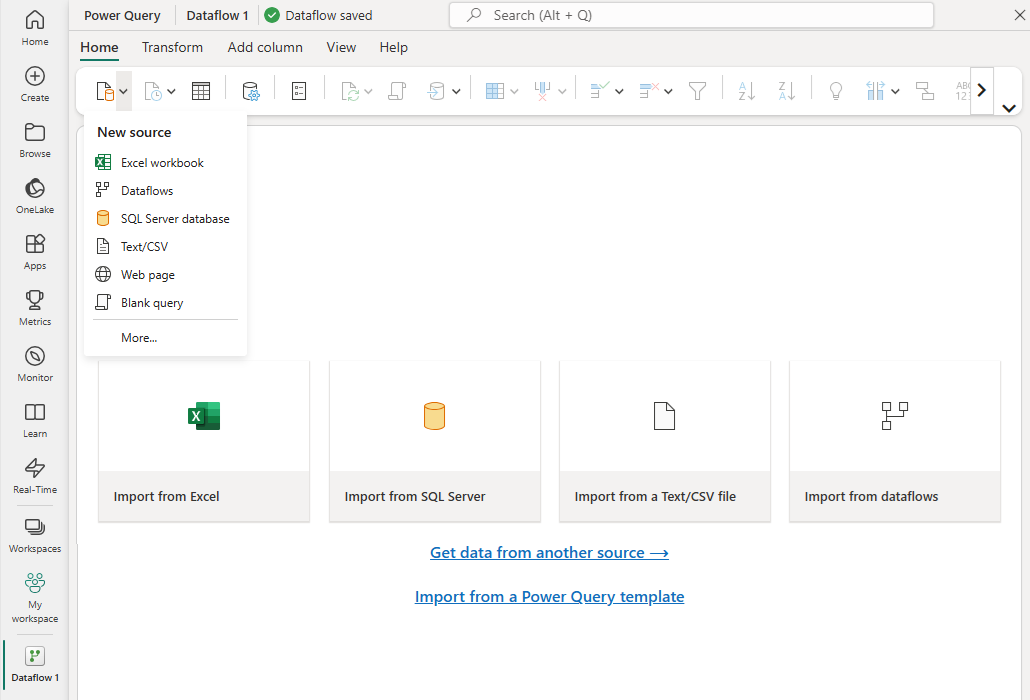 Power Query
Dataflow 1
Dataflow saved
Search (Alt + Q)
Home
Create
Browse
OneLake
Apps
Metrics
Monitor
Learn
Real-Time
Workspaces
My
workspace
Dataflow 1
Home
Transform
Add column
View
Help
New source
Excel workbook
Dataflows
SQL Server database
Text/CSV
Web page
Blank query
More...
Import from Excel
Import from SQL Server
Import from a Text/CSV file
Import from dataflows
Get data from another source →
Import from a Power Query template